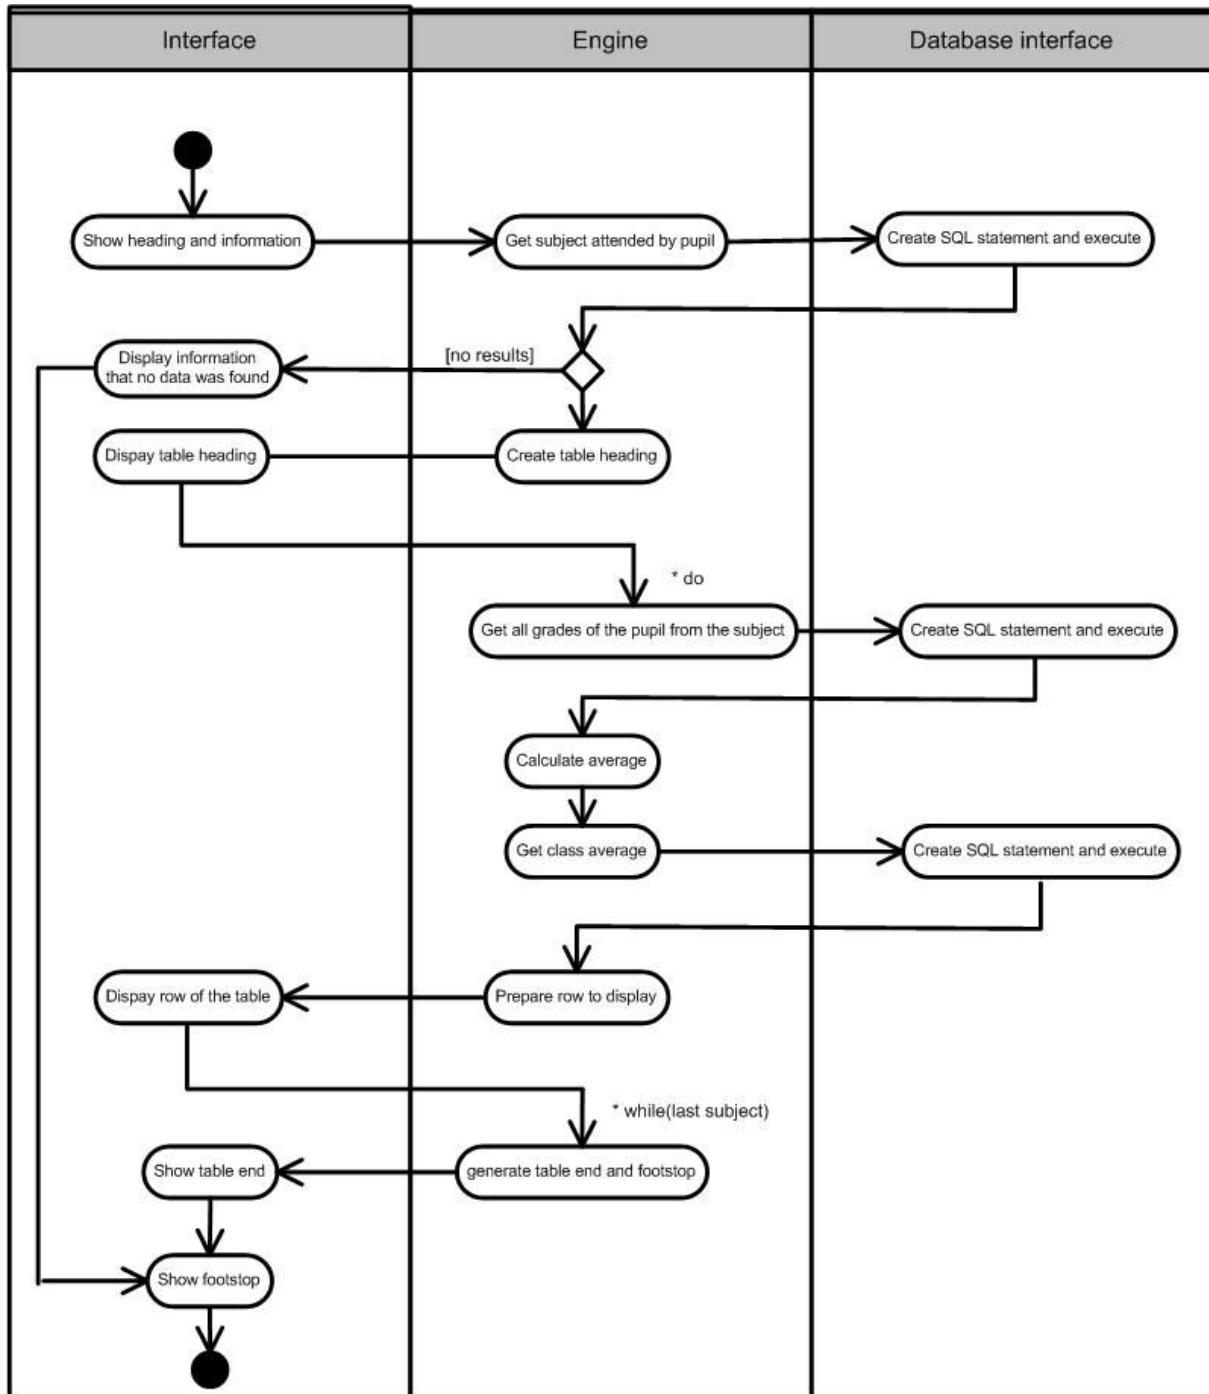 Interface
Engine
Database interface
Show heading and information
Get subject attended by pupil
Create SQL statement and execute
[no results]
Display information
that no data was found
Dispay table heading
Create table heading
* do
Get all grades of the pupil from the subject
Create SQL statement and execute
Calculate average
Get class average
Create SQL statement and execute
Dispay row of the table
Prepare row to display
* while(last subject)
Show table end
generate table end and footstop
Show footstop